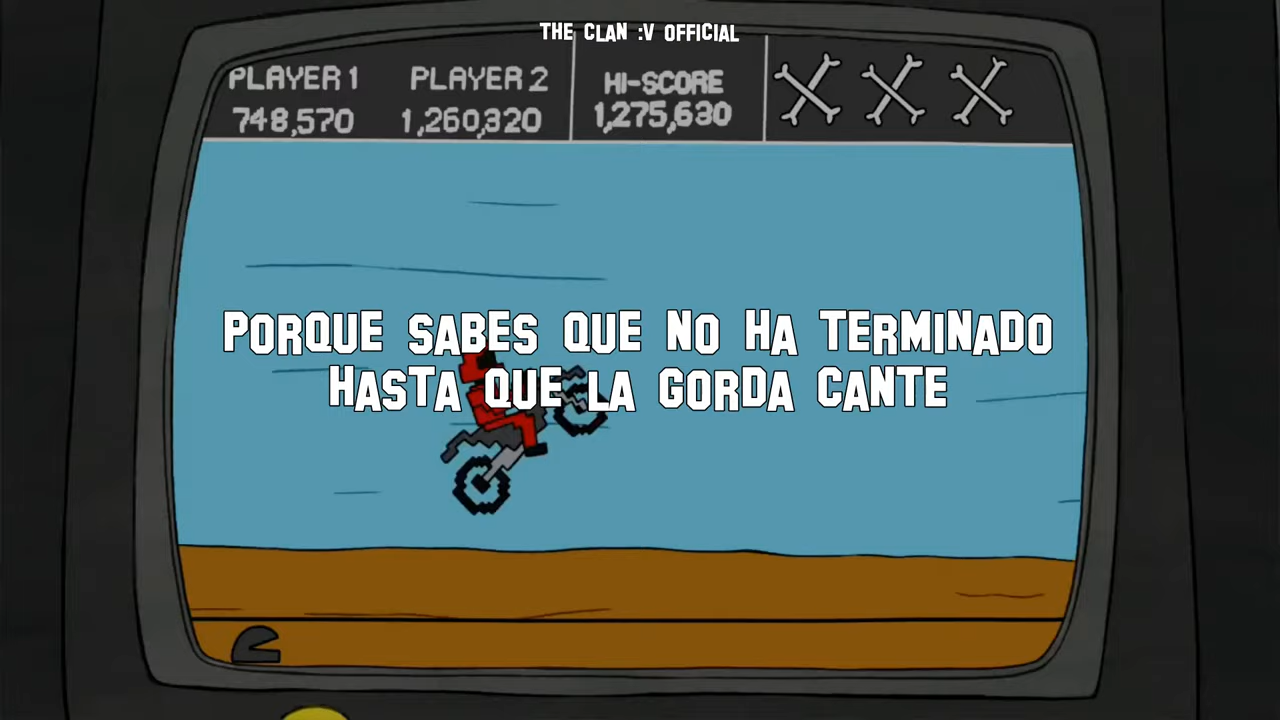 THE CLAN :V OFFICIAL
PLAYER 1 PLAYER 2 HI-SCORE
748,570 1,260,320 1,275,630
PORQUE SABES QUE NO HA TERMINADO
HASTA QUE LA GORDA CANTE